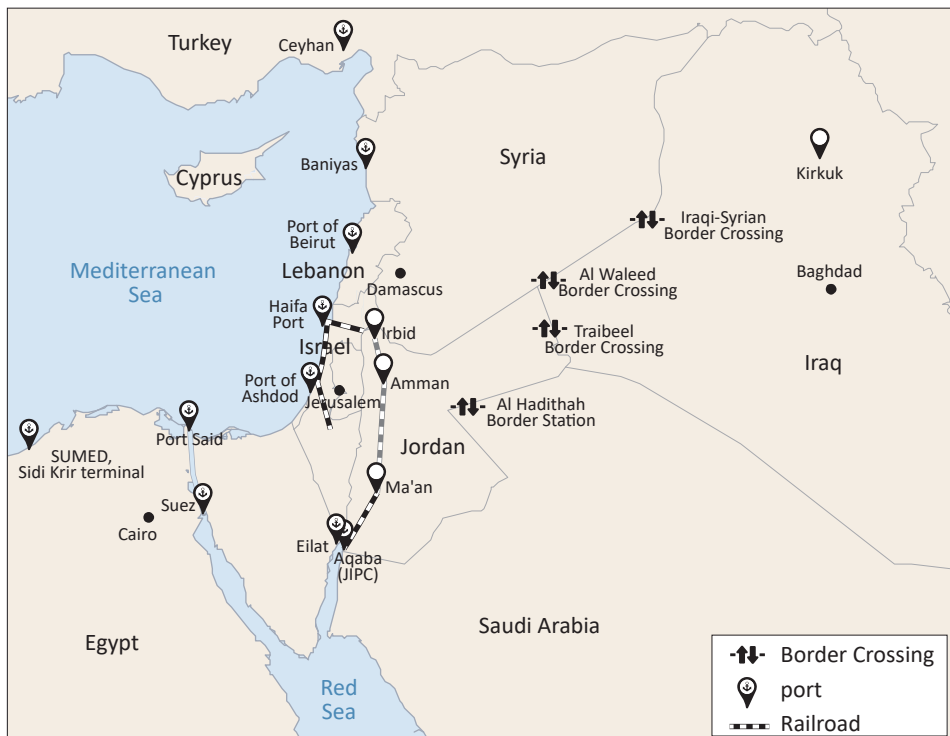 Turkey
Ceyhan
Baniyas
Syria
Kirkuk
Cyprus
Port of
Beirut
Iraqi-Syrian
Border Crossing
Mediterranean
Sea
Lebanon
Damascus
Al Waleed
Border Crossing
Baghdad
Haifa
Port
Irbid
Israel
Traibeel
Border Crossing
Iraq
Port of
Ashdod
Amman
Jerusalem
Al Hadithah
Border Station
Port Said
Jordan
SUMED,
Sidi Krir terminal
Ma'an
Suez
Cairo
Eilat
Aqaba
(JIPC)
Egypt
Saudi Arabia
Red
Sea
Border Crossing
port
Railroad